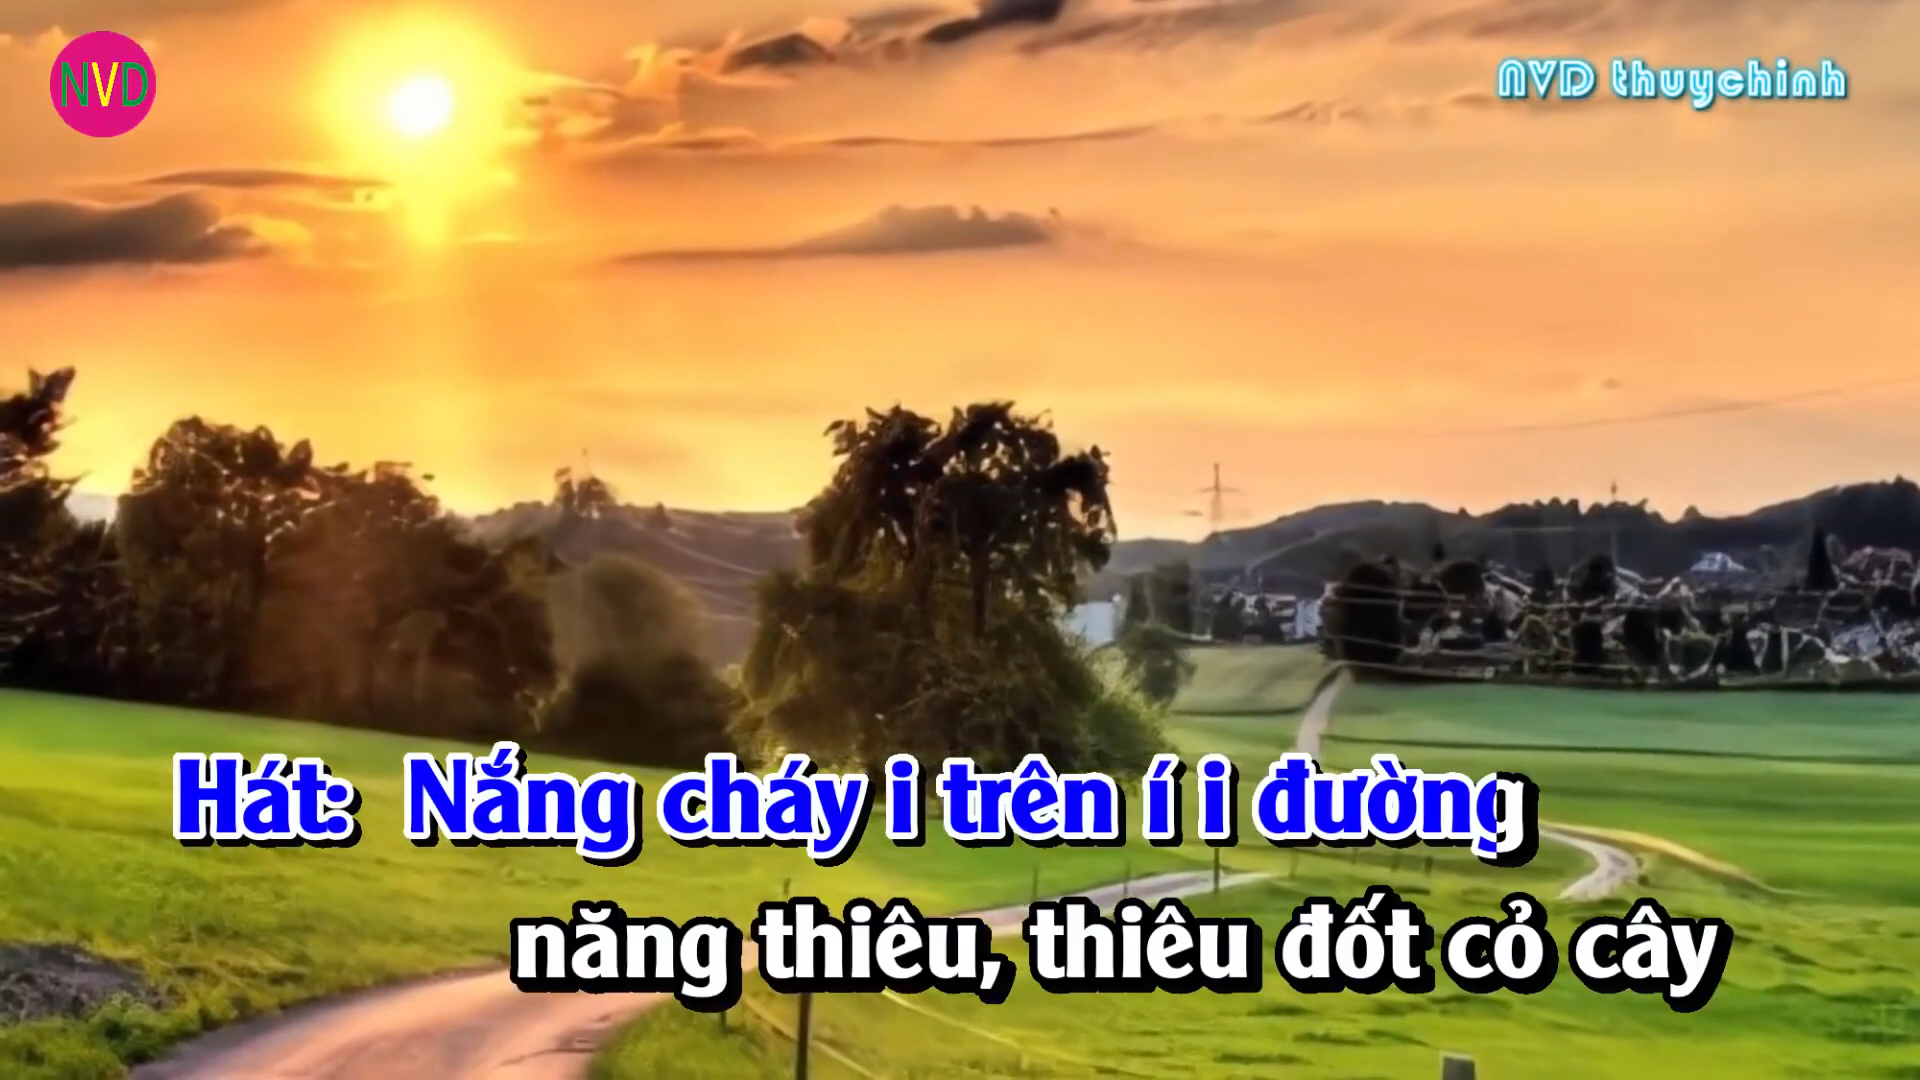 NVD
NVD thuychinh
Hát: Nắng cháy i trên í i đường
năng thiêu, thiêu đốt cỏ cây